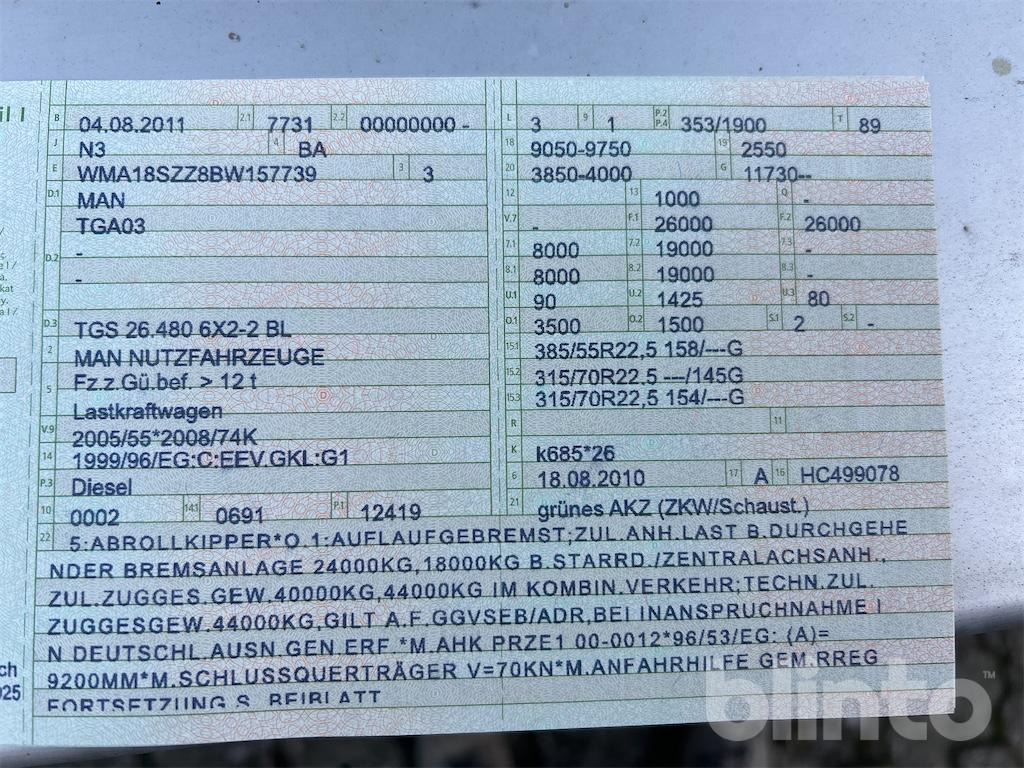 il I
B 04.08.2011 2.1 7731 2.2 00000000 -
J N3 4 BA
E WMA18SZZ8BW157739 3 3
D.1 MAN
TGA03
D.2 -
-
D.3 TGS 26.480 6X2-2 BL
2 MAN NUTZFAHRZEUGE
5 Fz.z.Gü.bef. > 12 t
Lastkraftwagen
V.9 2005/55*2008/74K
14 1999/96/EG:C:EEV.GKL:G1
P.3 Diesel
10 0002 14.1 0691 P.1 12419
L 3 9 1 P.2 P.4 353/1900 T 89
18 9050-9750 19 2550
20 3850-4000 G 11730--
12 - 13 1000 Q -
V.7 - F.1 26000 F.2 26000
7.1 8000 7.2 19000 7.3 -
8.1 8000 8.2 19000 8.3 -
U.1 90 U.2 1425 U.3 80
O.1 3500 O.2 1500 S.1 2 S.2 -
15.1 385/55R22,5 158/---G
15.2 315/70R22.5 ---/145G
15.3 315/70R22,5 154/---G
R 11
K k685*26
6 18.08.2010 17 A 16 HC499078
21 grünes AKZ (ZKW/Schaust.)
22 5:ABROLLKIPPER*O.1:AUFLAUFGEBREMST;ZUL.ANH.LAST B.DURCHGEHE
NDER BREMSANLAGE 24000KG,18000KG B.STARRD./ZENTRALACHSANH.,
ZUL.ZUGGES.GEW.40000KG,44000KG IM KOMBIN.VERKEHR;TECHN.ZUL.
ZUGGESGEW.44000KG,GILT A.F.GGVSEB/ADR,BEI INANSPRUCHNAHME I
N DEUTSCHL.AUSN.GEN.ERF.*M.AHK PRZE1 00-0012*96/53/EG: (A)=
9200MM*M.SCHLUSSQUERTRÄGER V=70KN*M.ANFAHRHILFE GEM.RREG
FORTSETZUNG S. BEIBLATT
ch
025
blinto™